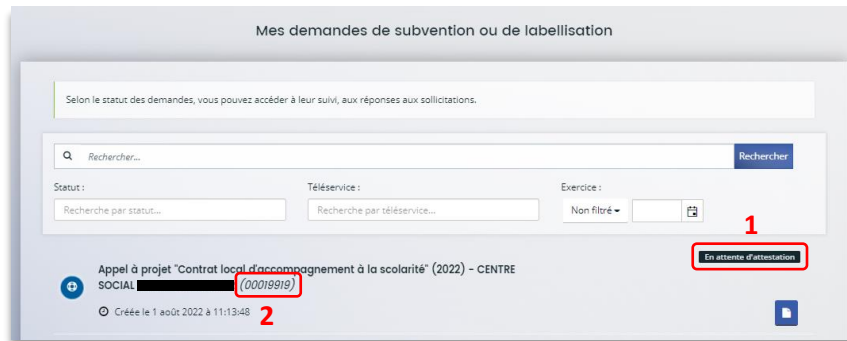 Mes demandes de subvention ou de labellisation
Selon le statut des demandes, vous pouvez accéder à leur suivi, aux réponses aux sollicitations.
Rechercher...
Rechercher
Statut :
Téléservice :
Exercice :
Recherche par statut...
Recherche par téléservice...
Non filtré
1
En attente d'attestation
Appel à projet "Contrat local d'accompagnement à la scolarité" (2022) - CENTRE
SOCIAL (00019919)
Créée le 1 août 2022 à 11:13:48
2